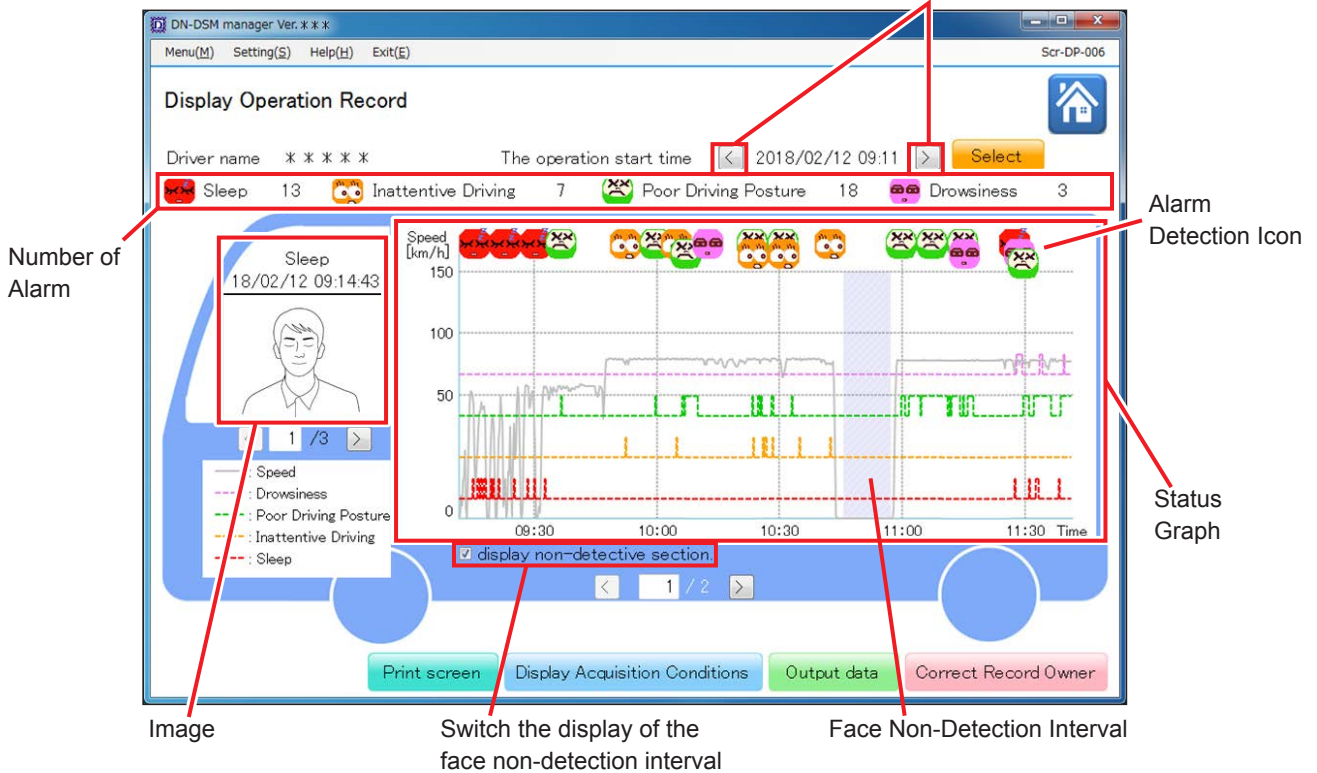 DN-DSM manager Ver.＊＊＊
Menu(M) Setting(S) Help(H) Exit(E) Scr-DP-006
Display Operation Record
Driver name ＊＊＊＊＊ The operation start time < 2018/02/12 09:11 > Select
Sleep 13 Inattentive Driving 7 Poor Driving Posture 18 Drowsiness 3
Alarm
Detection Icon
Number of
Alarm
Sleep
18/02/12 09:14:43
1 /3 >
: Speed
: Drowsiness
: Poor Driving Posture
: Inattentive Driving
: Sleep
Speed
[km/h]
150
100
50
0
09:30 10:00 10:30 11:00 11:30 Time
Status
Graph
display non-detective section.
< 1 / 2 >
Print screen Display Acquisition Conditions Output data Correct Record Owner
Image
Switch the display of the
face non-detection interval
Face Non-Detection Interval